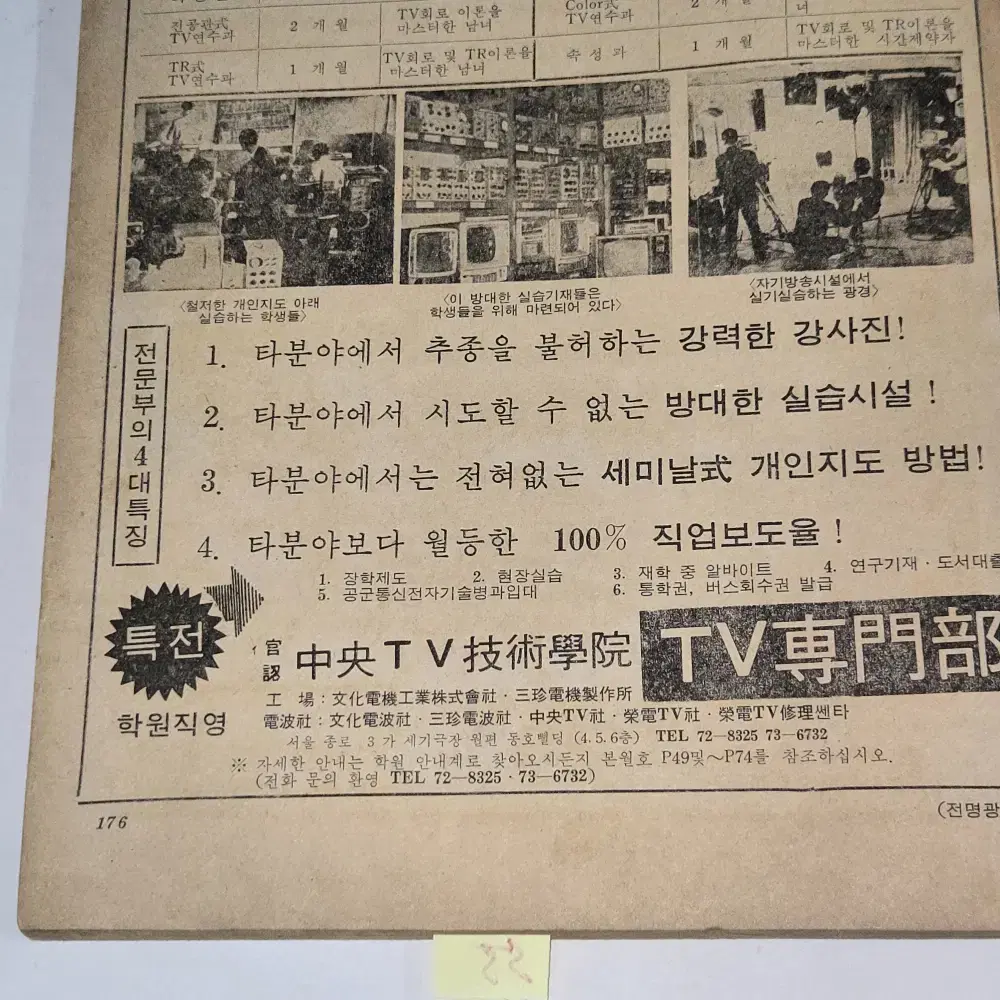 진공관式 TV연수과 2 개 월 TV회로 이론을 마스터한 남녀
Color式 TV연수과 2 개 월 녀
TR式 TV연수과 1 개 월 TV회로 및 TR이론을 마스터한 남녀
속 성 과 1 개 월 TV회로 및 TR이론을 마스터한 시간제약자
〈철저한 개인지도 아래
실습하는 학생들〉
〈이 방대한 실습기재들은
학생들을 위해 마련되어 있다〉
〈자기방송시설에서
실기실습하는 광경〉
전문부의 4대특징
1. 타분야에서 추종을 불허하는 강력한 강사진!
2. 타분야에서 시도할 수 없는 방대한 실습시설 !
3. 타분야에서는 전혀없는 세미날式 개인지도 방법!
4. 타분야보다 월등한 100% 직업보도율 !
특전
1. 장학제도 2. 현장실습 3. 재학 중 알바이트 4. 연구기재 · 도서대출
5. 공군통신전자기술병과입대 6. 통학권, 버스회수권 발급
官認 中央TV技術學院 TV専門部
학원직영
工 場 : 文化電機工業株式會社 · 三珍電機製作所
電波社 : 文化電波社 · 三珍電波社 · 中央TV社 · 榮電TV社 · 榮電TV修理쎈타
서울 종로 3 가 세기극장 월편 동호삘딩 (4.5.6층) TEL 72—8325 73—6732
※ 자세한 안내는 학원 안내계로 찾아오시든지 본월호 P49및〜P74를 참조하십시오.
(전화 문의 환영 TEL 72—8325 · 73—6732)
176
(전명광